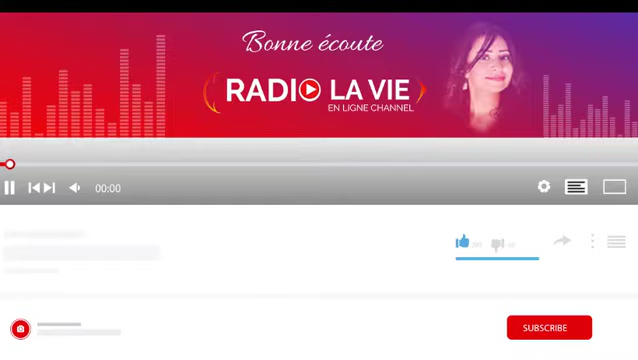 Bonne écoute
RADIO LA VIE
EN LIGNE CHANNEL
00:00
SUBSCRIBE